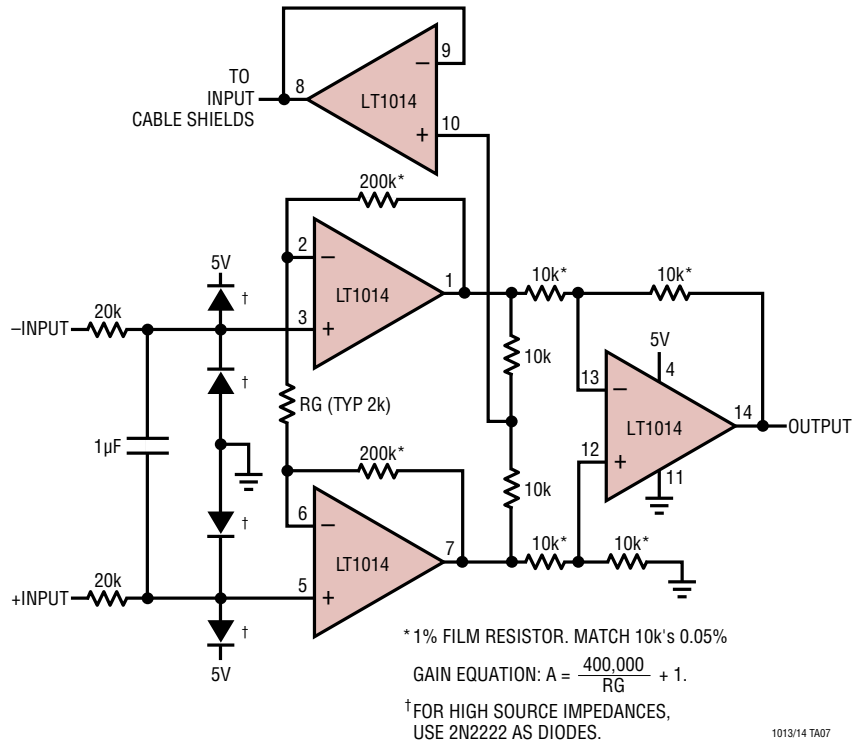 9
TO
INPUT
CABLE SHIELDS
8
–
LT1014
+
10
200k*
2
–
5V
†
1
10k*
10k*
LT1014
–INPUT
20k
3
+
5V
10k
4
†
13
–
RG (TYP 2k)
14
OUTPUT
LT1014
1µF
12
+
11
200k*
10k
†
6
–
7
10k*
10k*
LT1014
+INPUT
20k
5
+
†
5V
*1% FILM RESISTOR. MATCH 10k's 0.05%
GAIN EQUATION: A = 400,000 / RG + 1.
†FOR HIGH SOURCE IMPEDANCES,
USE 2N2222 AS DIODES.
1013/14 TA07